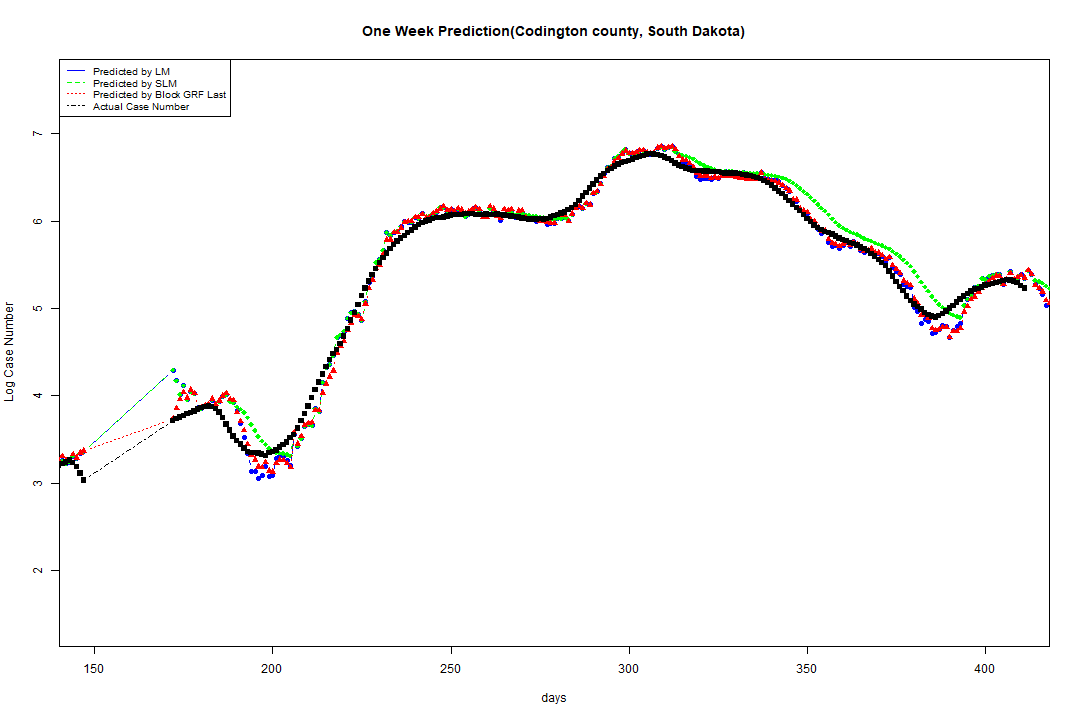 One Week Prediction(Codington county, South Dakota)
Predicted by LM
Predicted by SLM
Predicted by Block GRF Last
Actual Case Number
7
6
5
4
3
2
Log Case Number
150 200 250 300 350 400
days